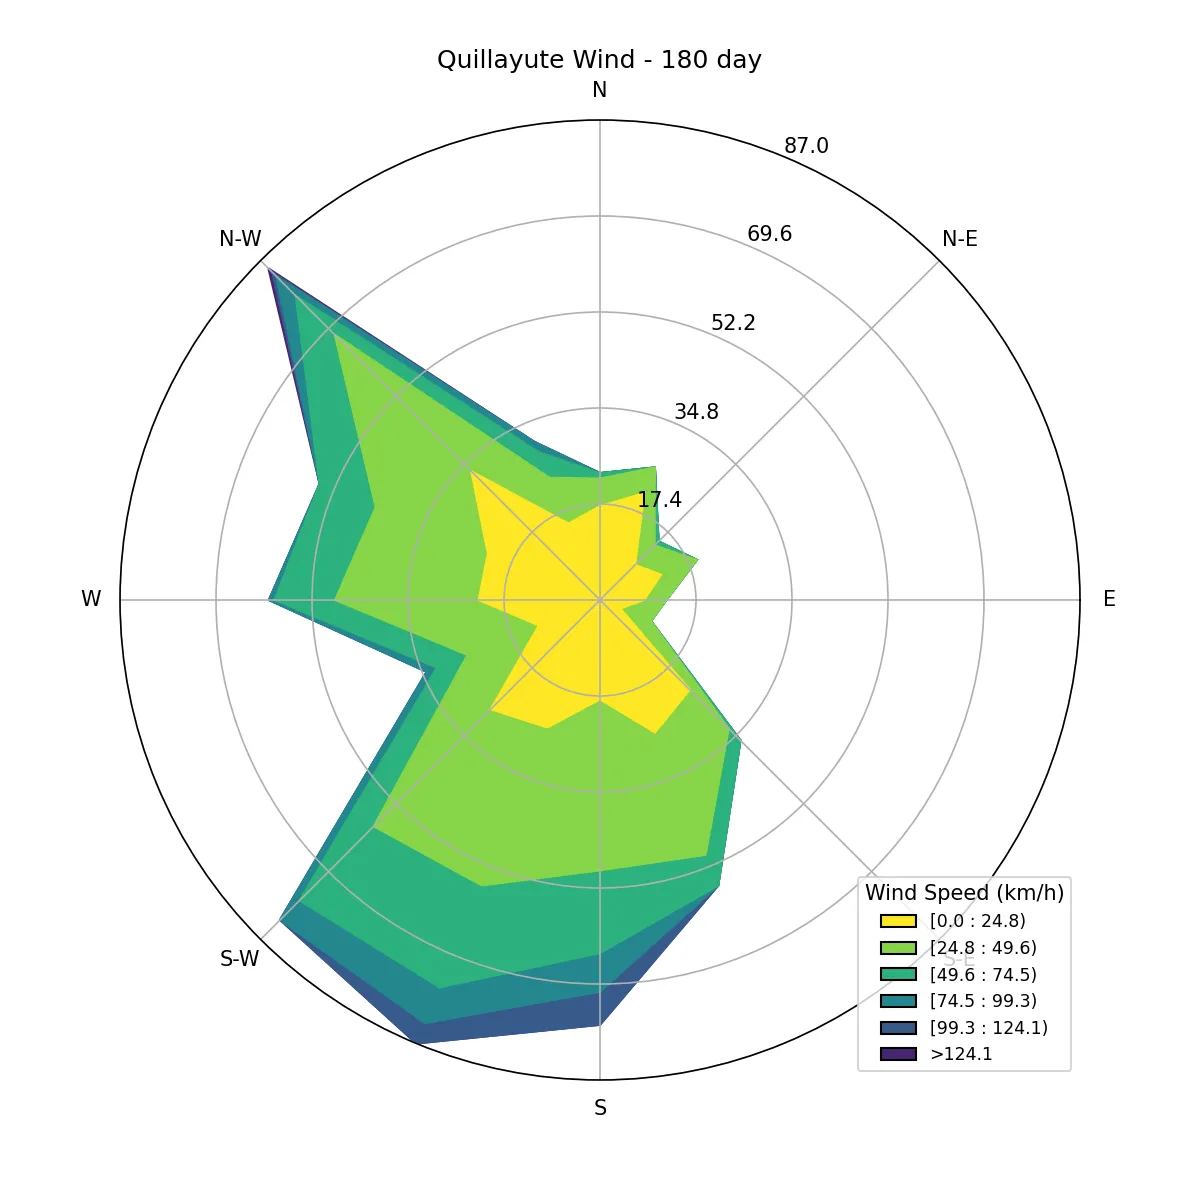 Quillayute Wind - 180 day
N
87.0
N-W
69.6
N-E
52.2
34.8
17.4
W
E
S-W
S-E
S
Wind Speed (km/h)
[0.0 : 24.8)
[24.8 : 49.6)
[49.6 : 74.5)
[74.5 : 99.3)
[99.3 : 124.1)
>124.1